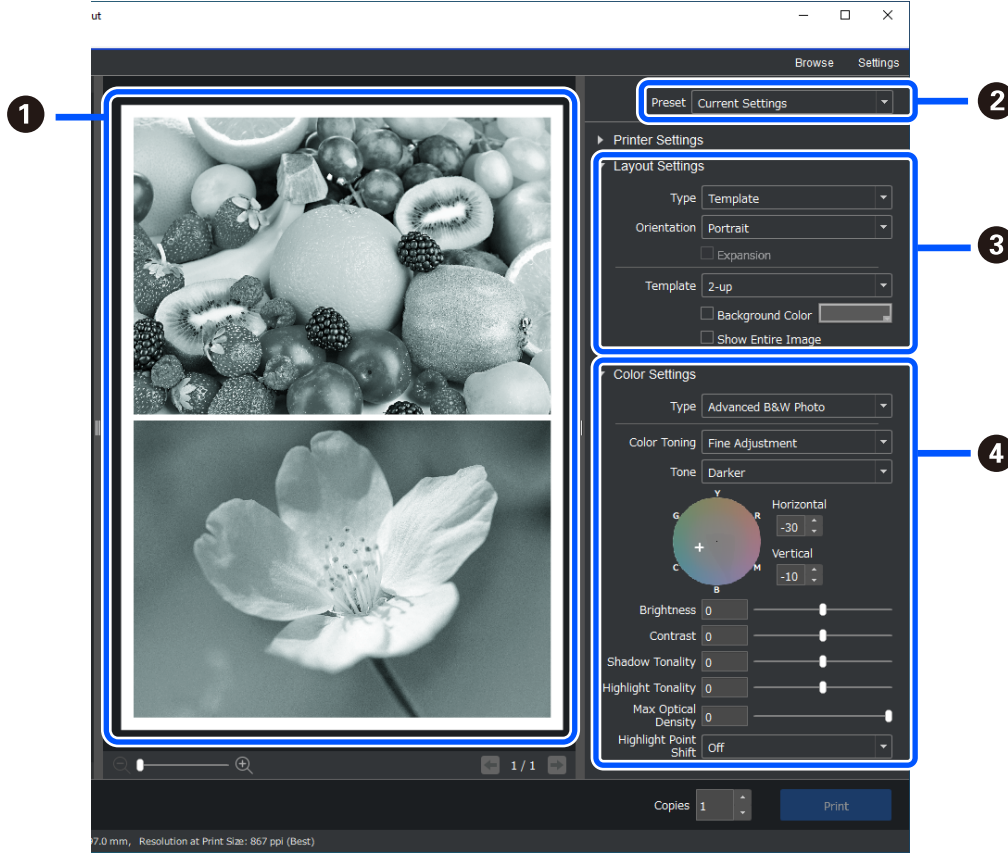 ut
Browse Settings
1
2
Preset Current Settings
Printer Settings
Layout Settings
Type Template
Orientation Portrait
3
Expansion
Template 2-up
Background Color
Show Entire Image
Color Settings
Type Advanced B&W Photo
Color Toning Fine Adjustment
4
Tone Darker
Y
G
R
C
M
B
Horizontal
-30
Vertical
-10
Brightness 0
Contrast 0
Shadow Tonality 0
Highlight Tonality 0
Max Optical
Density 0
Highlight Point
Shift Off
1 / 1
Copies 1 Print
97.0 mm, Resolution at Print Size: 867 ppi (Best)